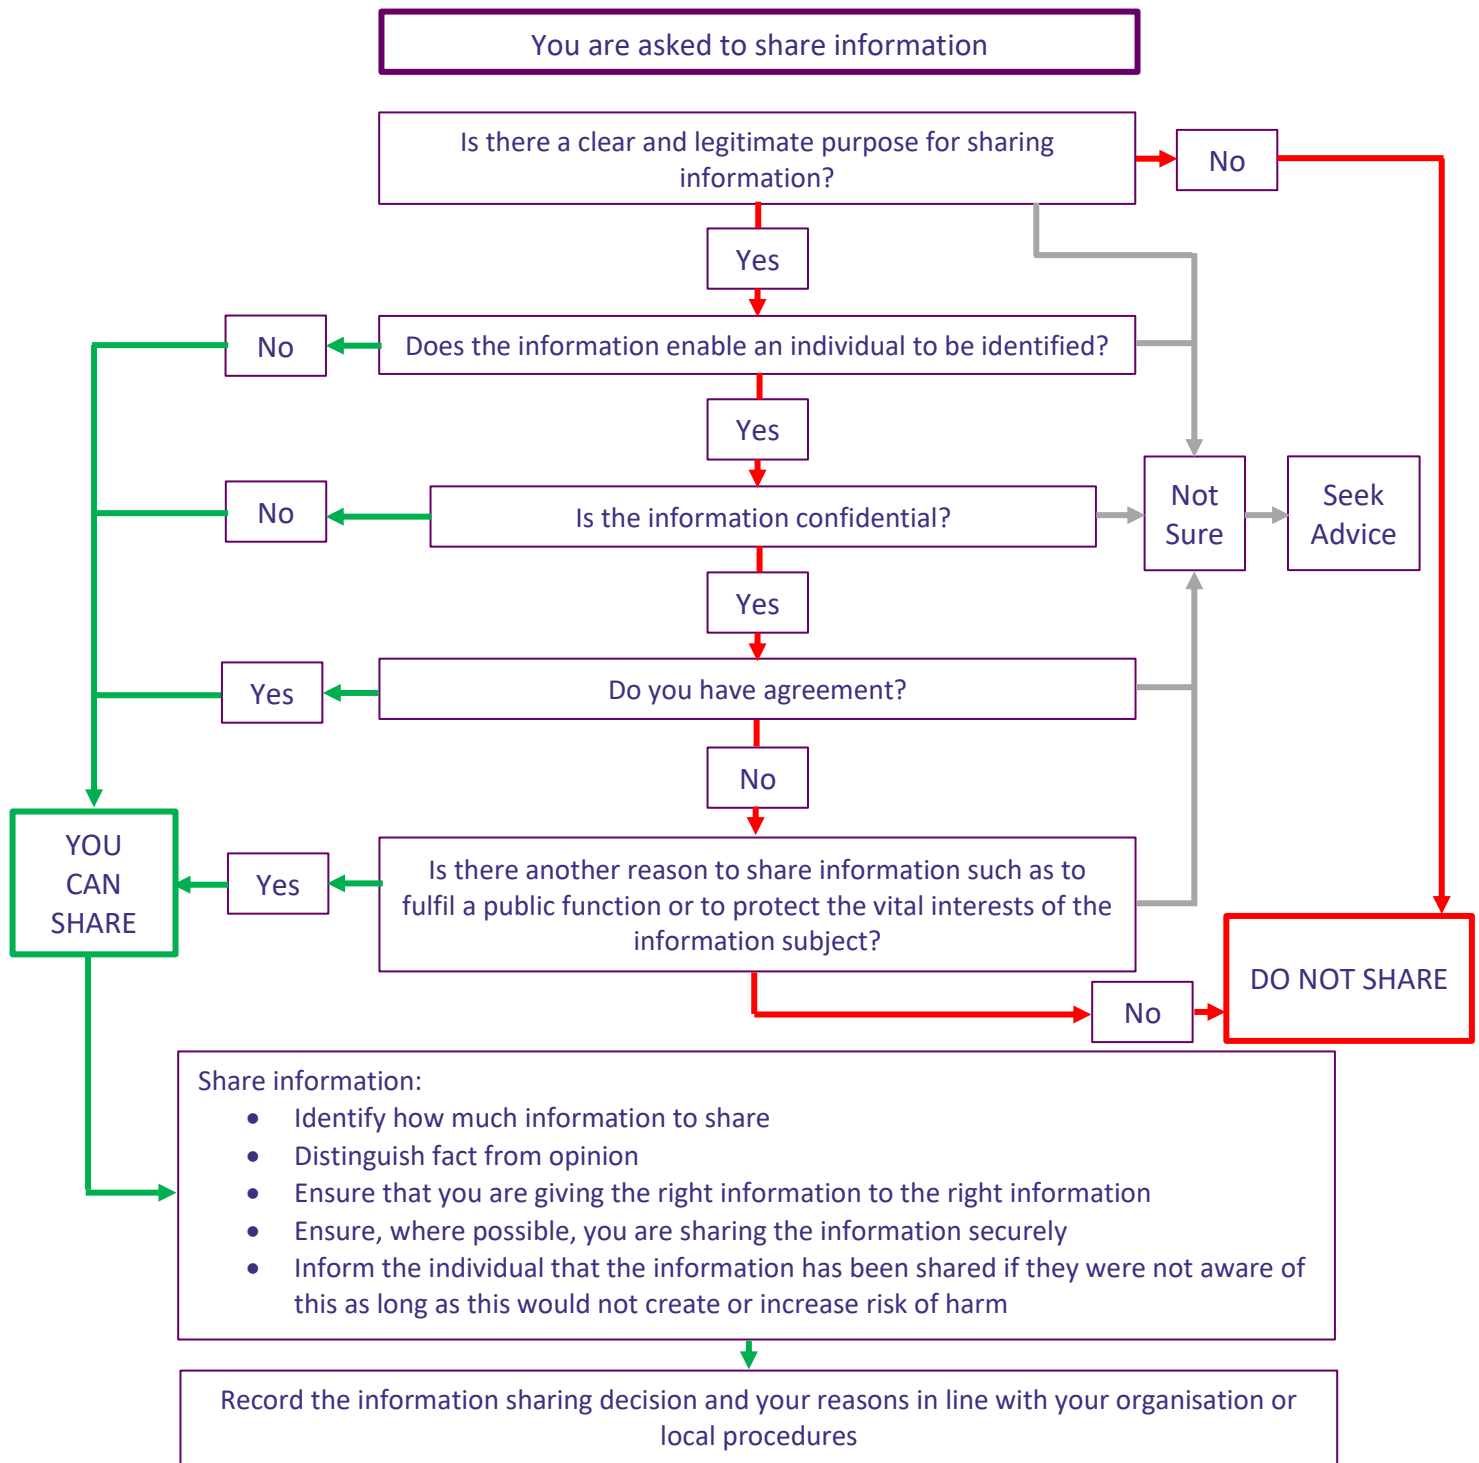 You are asked to share information
Is there a clear and legitimate purpose for sharing
information?
No
Yes
No
Does the information enable an individual to be identified?
Yes
No
Is the information confidential?
Not
Sure
Seek
Advice
Yes
Yes
Do you have agreement?
No
YOU
CAN
SHARE
Yes
Is there another reason to share information such as to
fulfil a public function or to protect the vital interests of the
information subject?
DO NOT SHARE
No
Share information:
• Identify how much information to share
• Distinguish fact from opinion
• Ensure that you are giving the right information to the right information
• Ensure, where possible, you are sharing the information securely
• Inform the individual that the information has been shared if they were not aware of
this as long as this would not create or increase risk of harm
Record the information sharing decision and your reasons in line with your organisation or
local procedures